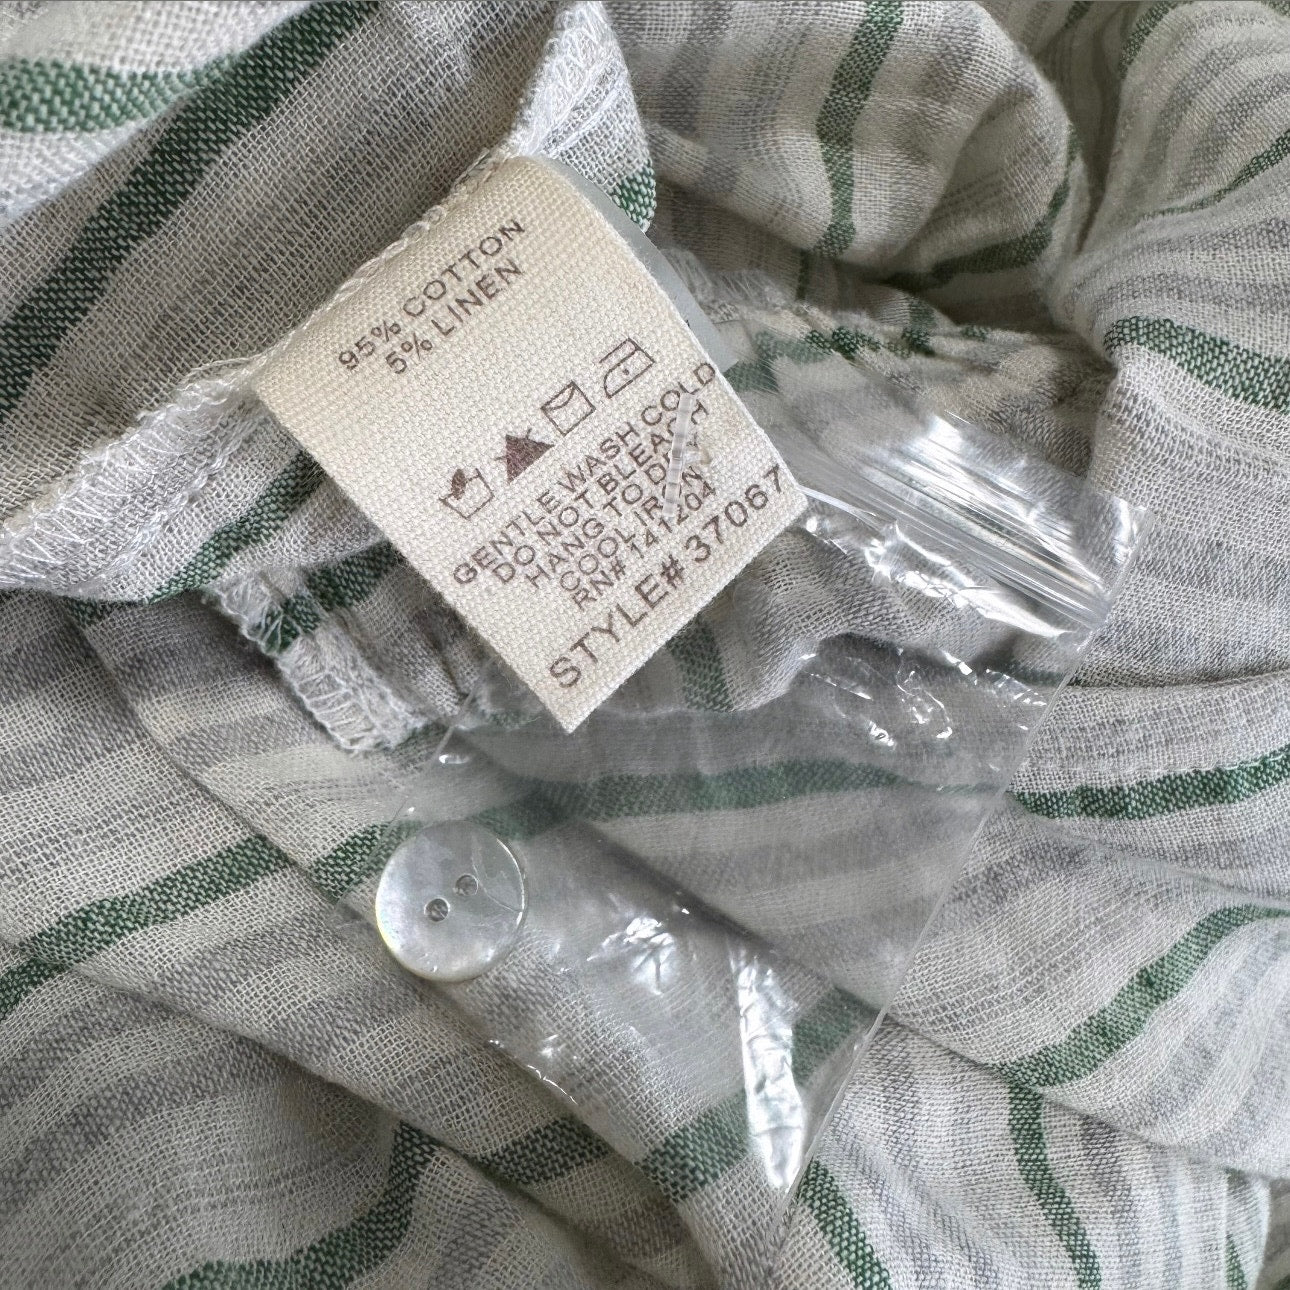 95% COTTON
5% LINEN
GENTLE WASH COLD
DO NOT BLEACH
HANG TO DRY
COOL IRON
RN# 141204
STYLE# 37067